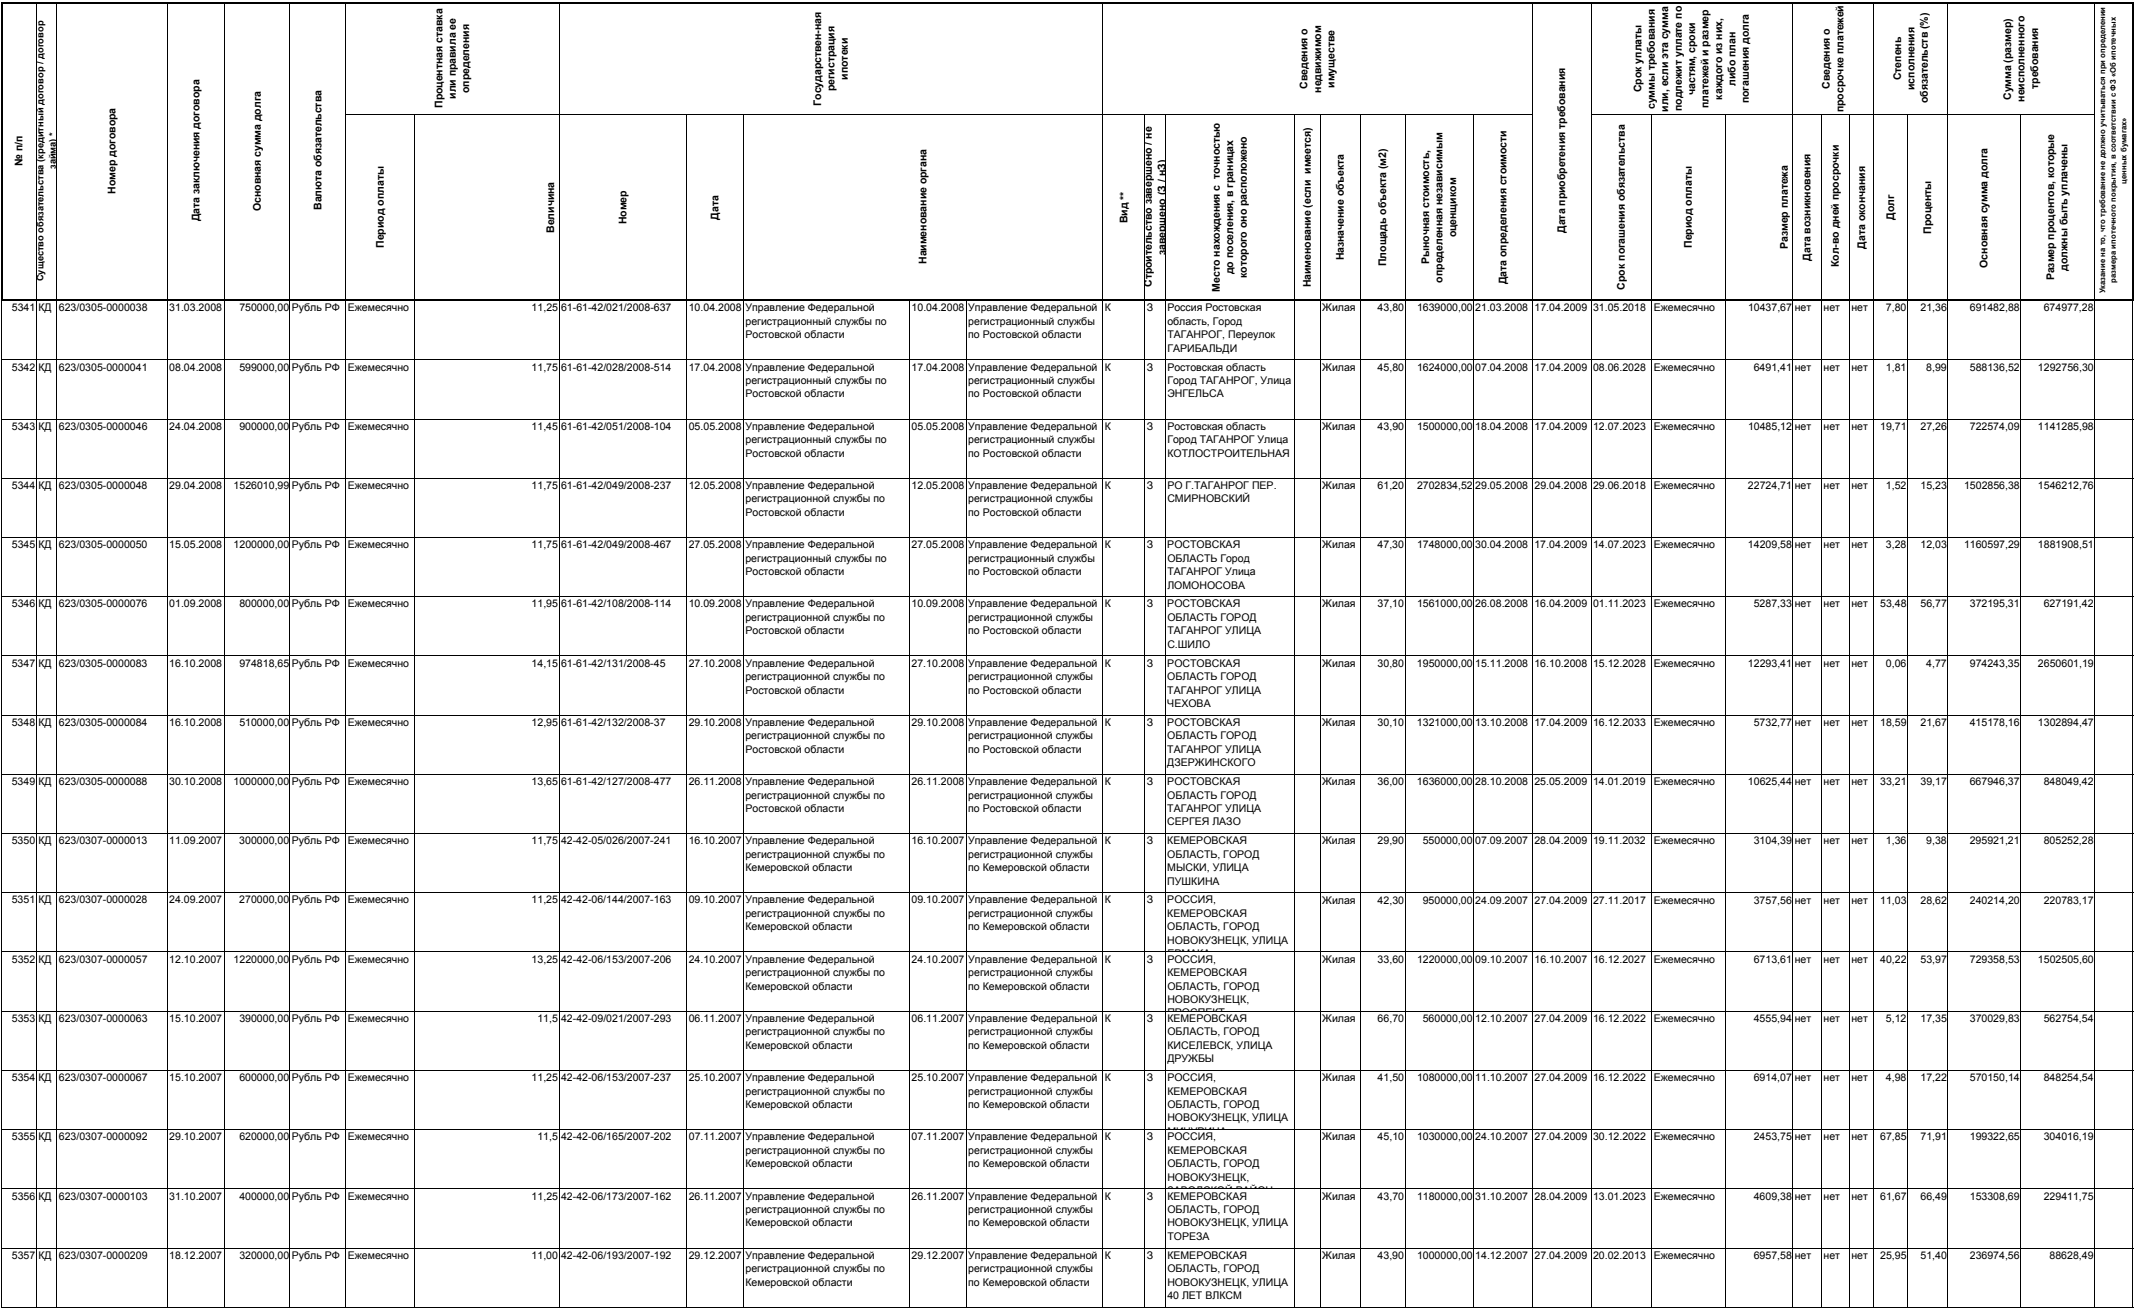 № п/п
Существо обязательства (кредитный договор / договор займа) *
Номер договора
Дата заключения договора
Основная сумма долга
Валюта обязательства
Процентная ставка или правила ее определения
Период оплаты
Величина
Государствен-ная регистрация ипотеки
Номер
Дата
Наименование органа
Сведения о недвижимом имуществе
Вид **
Строительство завершено / не завершено (З / нЗ)
Место нахождения с точностью до поселения, в границах которого оно расположено
Наименование (если имеется)
Назначение объекта
Площадь объекта (м2)
Рыночная стоимость, определенная независимым оценщиком
Дата определения стоимости
Дата приобретения требования
Срок уплаты суммы требования или, если эта сумма подлежит уплате по частям, сроки платежей и размер каждого из них, либо план погашения долга
Срок погашения обязательства
Период оплаты
Размер платежа
Сведения о просрочке платежей
Дата возникновения
Кол-во дней просрочки
Дата окончания
Степень исполнения обязательств (%)
Долг
Проценты
Сумма (размер) неисполненного требования
Основная сумма долга
Размер процентов, которые должны быть уплачены
Указание на то, что требование не должно учитываться при определении размера ипотечного покрытия, в соответствии с ФЗ «Об ипотечных ценных бумагах»
5341 КД 623/0305-0000038 31.03.2008 750000,00 Рубль РФ Ежемесячно 11,25 61-61-42/021/2008-637 10.04.2008 Управление Федеральной регистрационный службы по Ростовской области 10.04.2008 Управление Федеральной регистрационный службы по Ростовской области К З Россия Ростовская область, Город ТАГАНРОГ, Переулок ГАРИБАЛЬДИ Жилая 43,80 1639000,00 21.03.2008 17.04.2009 31.05.2018 Ежемесячно 10437,67 нет нет нет 7,80 21,36 691482,88 674977,28
5342 КД 623/0305-0000041 08.04.2008 599000,00 Рубль РФ Ежемесячно 11,75 61-61-42/028/2008-514 17.04.2008 Управление Федеральной регистрационный службы по Ростовской области 17.04.2008 Управление Федеральной регистрационный службы по Ростовской области К З Ростовская область Город ТАГАНРОГ, Улица ЭНГЕЛЬСА Жилая 45,80 1624000,00 07.04.2008 17.04.2009 08.06.2028 Ежемесячно 6491,41 нет нет нет 1,81 8,99 588136,52 1292756,30
5343 КД 623/0305-0000046 24.04.2008 900000,00 Рубль РФ Ежемесячно 11,45 61-61-42/051/2008-104 05.05.2008 Управление Федеральной регистрационный службы по Ростовской области 05.05.2008 Управление Федеральной регистрационный службы по Ростовской области К З Ростовская область Город ТАГАНРОГ Улица КОТЛОСТРОИТЕЛЬНАЯ Жилая 43,90 1500000,00 18.04.2008 17.04.2009 12.07.2023 Ежемесячно 10485,12 нет нет нет 19,71 27,26 722574,09 1141285,98
5344 КД 623/0305-0000048 29.04.2008 1526010,99 Рубль РФ Ежемесячно 11,75 61-61-42/049/2008-237 12.05.2008 Управление Федеральной регистрационной службы по Ростовской области 12.05.2008 Управление Федеральной регистрационной службы по Ростовской области К З РО Г.ТАГАНРОГ ПЕР. СМИРНОВСКИЙ Жилая 61,20 2702834,52 29.05.2008 29.04.2008 29.06.2018 Ежемесячно 22724,71 нет нет нет 1,52 15,23 1502856,38 1546212,76
5345 КД 623/0305-0000050 15.05.2008 1200000,00 Рубль РФ Ежемесячно 11,75 61-61-42/049/2008-467 27.05.2008 Управление Федеральной регистрационный службы по Ростовской области 27.05.2008 Управление Федеральной регистрационный службы по Ростовской области К З РОСТОВСКАЯ ОБЛАСТЬ Город ТАГАНРОГ Улица ЛОМОНОСОВА Жилая 47,30 1748000,00 30.04.2008 17.04.2009 14.07.2023 Ежемесячно 14209,58 нет нет нет 3,28 12,03 1160597,29 1881908,51
5346 КД 623/0305-0000076 01.09.2008 800000,00 Рубль РФ Ежемесячно 11,95 61-61-42/108/2008-114 10.09.2008 Управление Федеральной регистрационной службы по Ростовской области 10.09.2008 Управление Федеральной регистрационной службы по Ростовской области К З РОСТОВСКАЯ ОБЛАСТЬ ГОРОД ТАГАНРОГ УЛИЦА С.ШИЛО Жилая 37,10 1561000,00 26.08.2008 16.04.2009 01.11.2023 Ежемесячно 5287,33 нет нет нет 53,48 56,77 372195,31 627191,42
5347 КД 623/0305-0000083 16.10.2008 974818,65 Рубль РФ Ежемесячно 14,15 61-61-42/131/2008-45 27.10.2008 Управление Федеральной регистрационной службы по Ростовской области 27.10.2008 Управление Федеральной регистрационной службы по Ростовской области К З РОСТОВСКАЯ ОБЛАСТЬ ГОРОД ТАГАНРОГ УЛИЦА ЧЕХОВА Жилая 30,80 1950000,00 15.11.2008 16.10.2008 15.12.2028 Ежемесячно 12293,41 нет нет нет 0,06 4,77 974243,35 2650601,19
5348 КД 623/0305-0000084 16.10.2008 510000,00 Рубль РФ Ежемесячно 12,95 61-61-42/132/2008-37 29.10.2008 Управление Федеральной регистрационной службы по Ростовской области 29.10.2008 Управление Федеральной регистрационной службы по Ростовской области К З РОСТОВСКАЯ ОБЛАСТЬ ГОРОД ТАГАНРОГ УЛИЦА ДЗЕРЖИНСКОГО Жилая 30,10 1321000,00 13.10.2008 17.04.2009 16.12.2033 Ежемесячно 5732,77 нет нет нет 18,59 21,67 415178,16 1302894,47
5349 КД 623/0305-0000088 30.10.2008 1000000,00 Рубль РФ Ежемесячно 13,65 61-61-42/127/2008-477 26.11.2008 Управление Федеральной регистрационный службы по Ростовской области 26.11.2008 Управление Федеральной регистрационный службы по Ростовской области К З РОСТОВСКАЯ ОБЛАСТЬ ГОРОД ТАГАНРОГ УЛИЦА СЕРГЕЯ ЛАЗО Жилая 36,00 1636000,00 28.10.2008 25.05.2009 14.01.2019 Ежемесячно 10625,44 нет нет нет 33,21 39,17 667946,37 848049,42
5350 КД 623/0307-0000013 11.09.2007 300000,00 Рубль РФ Ежемесячно 11,75 42-42-05/026/2007-241 16.10.2007 Управление Федеральной регистрационной службы по Кемеровской области 16.10.2007 Управление Федеральной регистрационной службы по Кемеровской области К З КЕМЕРОВСКАЯ ОБЛАСТЬ, ГОРОД МЫСКИ, УЛИЦА ПУШКИНА Жилая 29,90 550000,00 07.09.2007 28.04.2009 19.11.2032 Ежемесячно 3104,39 нет нет нет 1,36 9,38 295921,21 805252,28
5351 КД 623/0307-0000028 24.09.2007 270000,00 Рубль РФ Ежемесячно 11,25 42-42-06/144/2007-163 09.10.2007 Управление Федеральной регистрационной службы по Кемеровской области 09.10.2007 Управление Федеральной регистрационной службы по Кемеровской области К З РОССИЯ, КЕМЕРОВСКАЯ ОБЛАСТЬ, ГОРОД НОВОКУЗНЕЦК, УЛИЦА Жилая 42,30 950000,00 24.09.2007 27.04.2009 27.11.2017 Ежемесячно 3757,56 нет нет нет 11,03 28,62 240214,20 220783,17
5352 КД 623/0307-0000057 12.10.2007 1220000,00 Рубль РФ Ежемесячно 13,25 42-42-06/153/2007-206 24.10.2007 Управление Федеральной регистрационной службы по Кемеровской области 24.10.2007 Управление Федеральной регистрационной службы по Кемеровской области К З РОССИЯ, КЕМЕРОВСКАЯ ОБЛАСТЬ, ГОРОД НОВОКУЗНЕЦК, Жилая 33,60 1220000,00 09.10.2007 16.10.2007 16.12.2027 Ежемесячно 6713,61 нет нет нет 40,22 53,97 729358,53 1502505,60
5353 КД 623/0307-0000063 15.10.2007 390000,00 Рубль РФ Ежемесячно 11,5 42-42-09/021/2007-293 06.11.2007 Управление Федеральной регистрационной службы по Кемеровской области 06.11.2007 Управление Федеральной регистрационной службы по Кемеровской области К З КЕМЕРОВСКАЯ ОБЛАСТЬ, ГОРОД КИСЕЛЕВСК, УЛИЦА ДРУЖБЫ Жилая 66,70 560000,00 12.10.2007 27.04.2009 16.12.2022 Ежемесячно 4555,94 нет нет нет 5,12 17,35 370029,83 562754,54
5354 КД 623/0307-0000067 15.10.2007 600000,00 Рубль РФ Ежемесячно 11,25 42-42-06/153/2007-237 25.10.2007 Управление Федеральной регистрационной службы по Кемеровской области 25.10.2007 Управление Федеральной регистрационной службы по Кемеровской области К З РОССИЯ, КЕМЕРОВСКАЯ ОБЛАСТЬ, ГОРОД НОВОКУЗНЕЦК, УЛИЦА Жилая 41,50 1080000,00 11.10.2007 27.04.2009 16.12.2022 Ежемесячно 6914,07 нет нет нет 4,98 17,22 570150,14 848254,54
5355 КД 623/0307-0000092 29.10.2007 620000,00 Рубль РФ Ежемесячно 11,5 42-42-06/165/2007-202 07.11.2007 Управление Федеральной регистрационной службы по Кемеровской области 07.11.2007 Управление Федеральной регистрационной службы по Кемеровской области К З РОССИЯ, КЕМЕРОВСКАЯ ОБЛАСТЬ, ГОРОД НОВОКУЗНЕЦК, Жилая 45,10 1030000,00 24.10.2007 27.04.2009 30.12.2022 Ежемесячно 2453,75 нет нет нет 67,85 71,91 199322,65 304016,19
5356 КД 623/0307-0000103 31.10.2007 400000,00 Рубль РФ Ежемесячно 11,25 42-42-06/173/2007-162 26.11.2007 Управление Федеральной регистрационной службы по Кемеровской области 26.11.2007 Управление Федеральной регистрационной службы по Кемеровской области К З КЕМЕРОВСКАЯ ОБЛАСТЬ, ГОРОД НОВОКУЗНЕЦК, УЛИЦА ТОРЕЗА Жилая 43,70 1180000,00 31.10.2007 28.04.2009 13.01.2023 Ежемесячно 4609,38 нет нет нет 61,67 66,49 153308,69 229411,75
5357 КД 623/0307-0000209 18.12.2007 320000,00 Рубль РФ Ежемесячно 11,00 42-42-06/193/2007-192 29.12.2007 Управление Федеральной регистрационной службы по Кемеровской области 29.12.2007 Управление Федеральной регистрационной службы по Кемеровской области К З КЕМЕРОВСКАЯ ОБЛАСТЬ, ГОРОД НОВОКУЗНЕЦК, УЛИЦА 40 ЛЕТ ВЛКСМ Жилая 43,90 1000000,00 14.12.2007 27.04.2009 20.02.2013 Ежемесячно 6957,58 нет нет нет 25,95 51,40 236974,56 88628,49